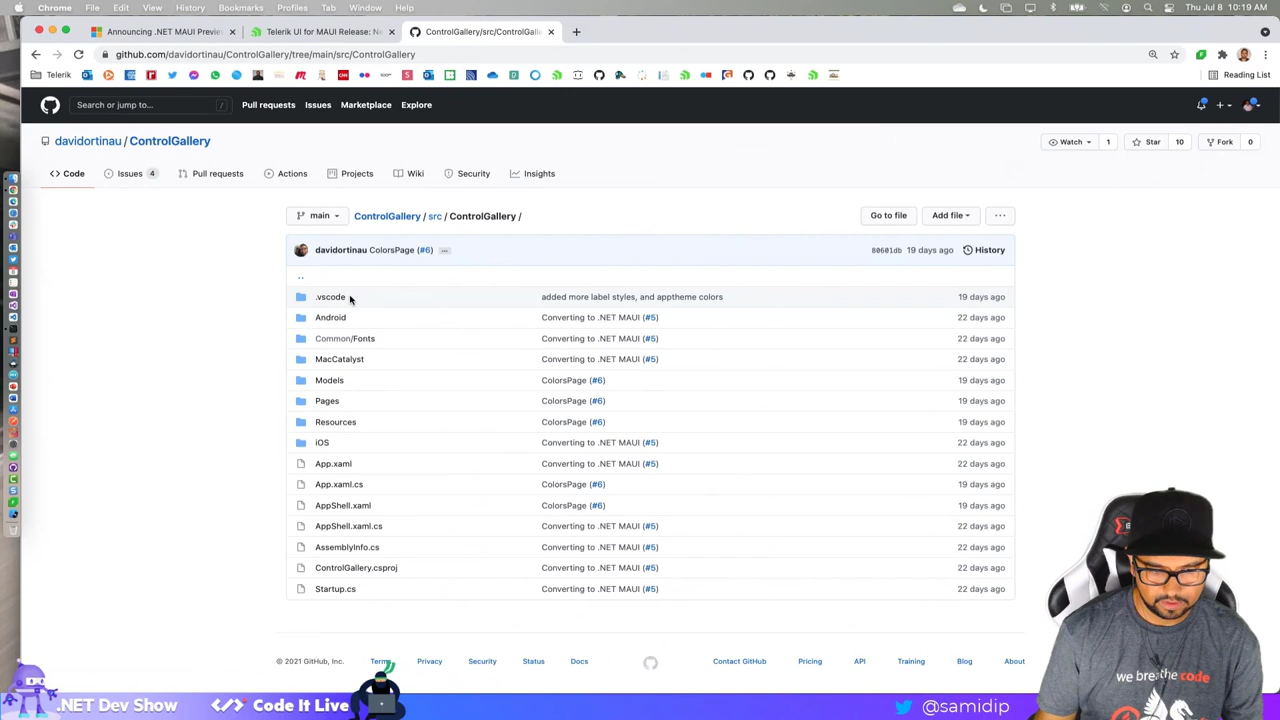 Chrome File Edit View History Bookmarks Profiles Tab Window Help
Thu Jul 8 10:19 AM
Announcing .NET MAUI Previe
Telerik UI for MAUI Release: Ne
ControlGallery/src/ControlGaller
github.com/davidortinau/ControlGallery/tree/main/src/ControlGallery
Telerik
Reading List
Search or jump to... /
Pull requests Issues Marketplace Explore
davidortinau / ControlGallery
Watch 1 Star 10 Fork 0
Code Issues 4 Pull requests Actions Projects Wiki Security Insights
main ControlGallery / src / ControlGallery /
Go to file Add file ...
davidortinau ColorsPage (#6) ... 80601db 19 days ago History
..
.vscode added more label styles, and apptheme colors 19 days ago
Android Converting to .NET MAUI (#5) 22 days ago
Common/Fonts Converting to .NET MAUI (#5) 22 days ago
MacCatalyst Converting to .NET MAUI (#5) 22 days ago
Models ColorsPage (#6) 19 days ago
Pages ColorsPage (#6) 19 days ago
Resources ColorsPage (#6) 19 days ago
iOS Converting to .NET MAUI (#5) 22 days ago
App.xaml Converting to .NET MAUI (#5) 22 days ago
App.xaml.cs ColorsPage (#6) 19 days ago
AppShell.xaml ColorsPage (#6) 19 days ago
AppShell.xaml.cs Converting to .NET MAUI (#5) 22 days ago
AssemblyInfo.cs Converting to .NET MAUI (#5) 22 days ago
ControlGallery.csproj Converting to .NET MAUI (#5) 22 days ago
Startup.cs Converting to .NET MAUI (#5) 22 days ago
© 2021 GitHub, Inc. Terms Privacy Security Status Docs
Contact GitHub Pricing API Training Blog About
we breathe code
.NET Dev Show
Code It Live
@samidip